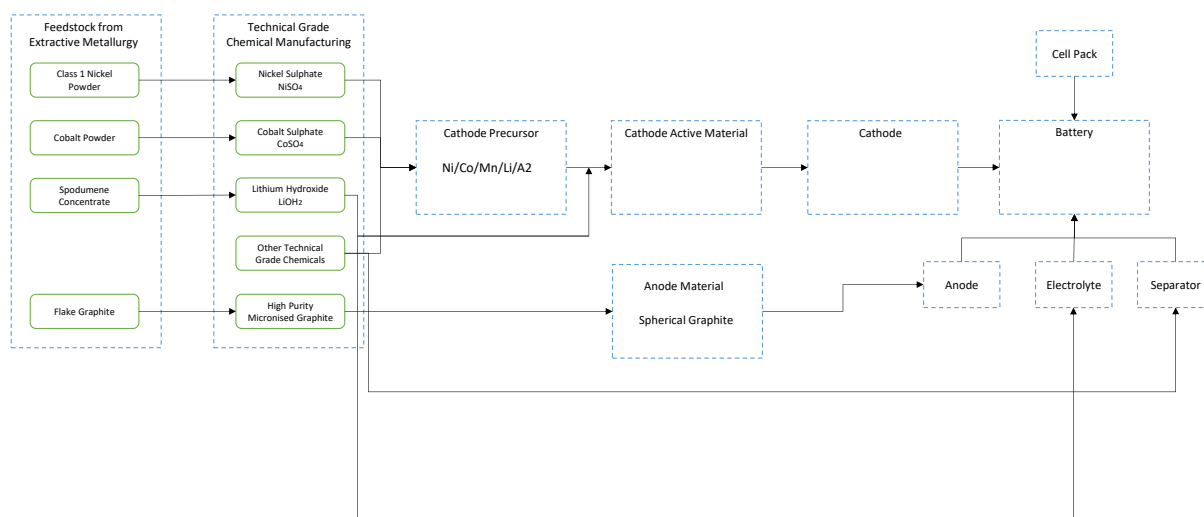 Feedstock from
Extractive Metallurgy
Technical Grade
Chemical Manufacturing
Class 1 Nickel
Powder
Nickel Sulphate
NiSO4
Cell Pack
Cobalt Powder
Cobalt Sulphate
CoSO4
Cathode Precursor
Ni/Co/Mn/Li/A2
Cathode Active Material
Cathode
Battery
Spodumene
Concentrate
Lithium Hydroxide
LiOH2
Other Technical
Grade Chemicals
Anode Material
Spherical Graphite
Anode
Electrolyte
Separator
Flake Graphite
High Purity
Micronised Graphite